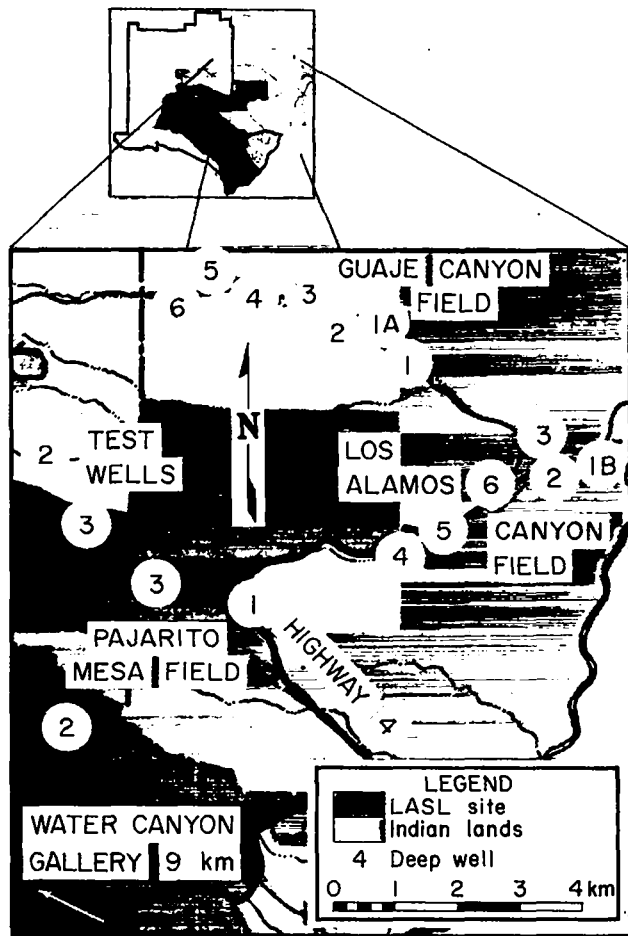 5
GUAJE CANYON
FIELD
6 4 3
2 1A
1
N
TEST
WELLS
2
3
LOS
ALAMOS
3
6 2 1B
5
CANYON
FIELD
4
3
1
HIGHWAY
4
PAJARITO
MESA FIELD
2
WATER CANYON
GALLERY 9 km
LEGEND
LASL site
Indian lands
4 Deep well
0 1 2 3 4 km